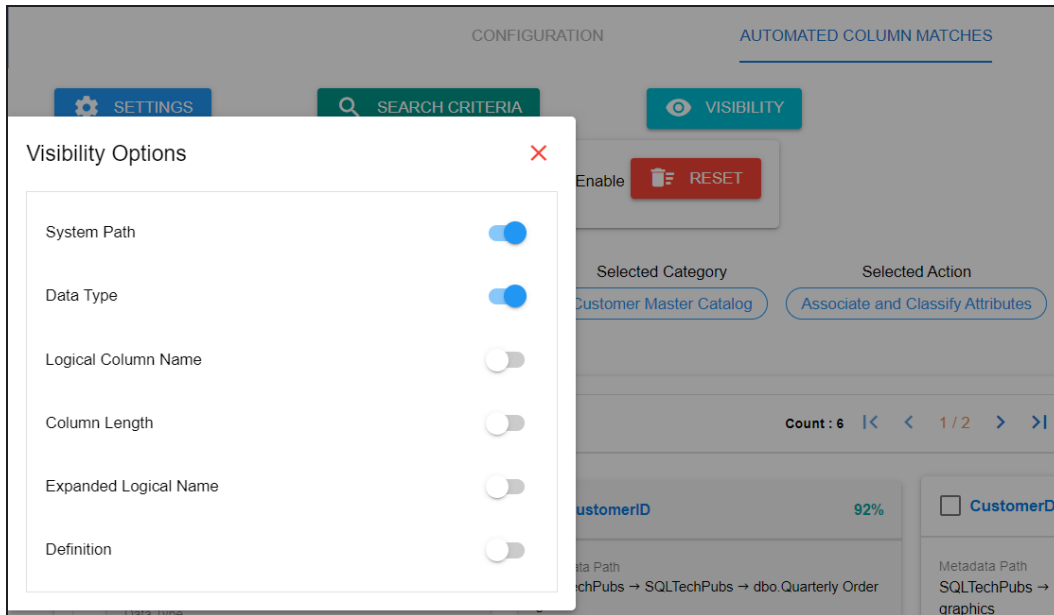 CONFIGURATION
AUTOMATED COLUMN MATCHES
SETTINGS
SEARCH CRITERIA
VISIBILITY
Visibility Options
System Path
Data Type
Logical Column Name
Column Length
Expanded Logical Name
Definition
Enable
RESET
Selected Category
Selected Action
Customer Master Catalog
Associate and Classify Attributes
Count : 6
1 / 2
ustomerID
92%
CustomerD
ata Path
Metadata Path
echPubs → SQLTechPubs → dbo.Quarterly Order
SQLTechPubs →
graphics
Data Type